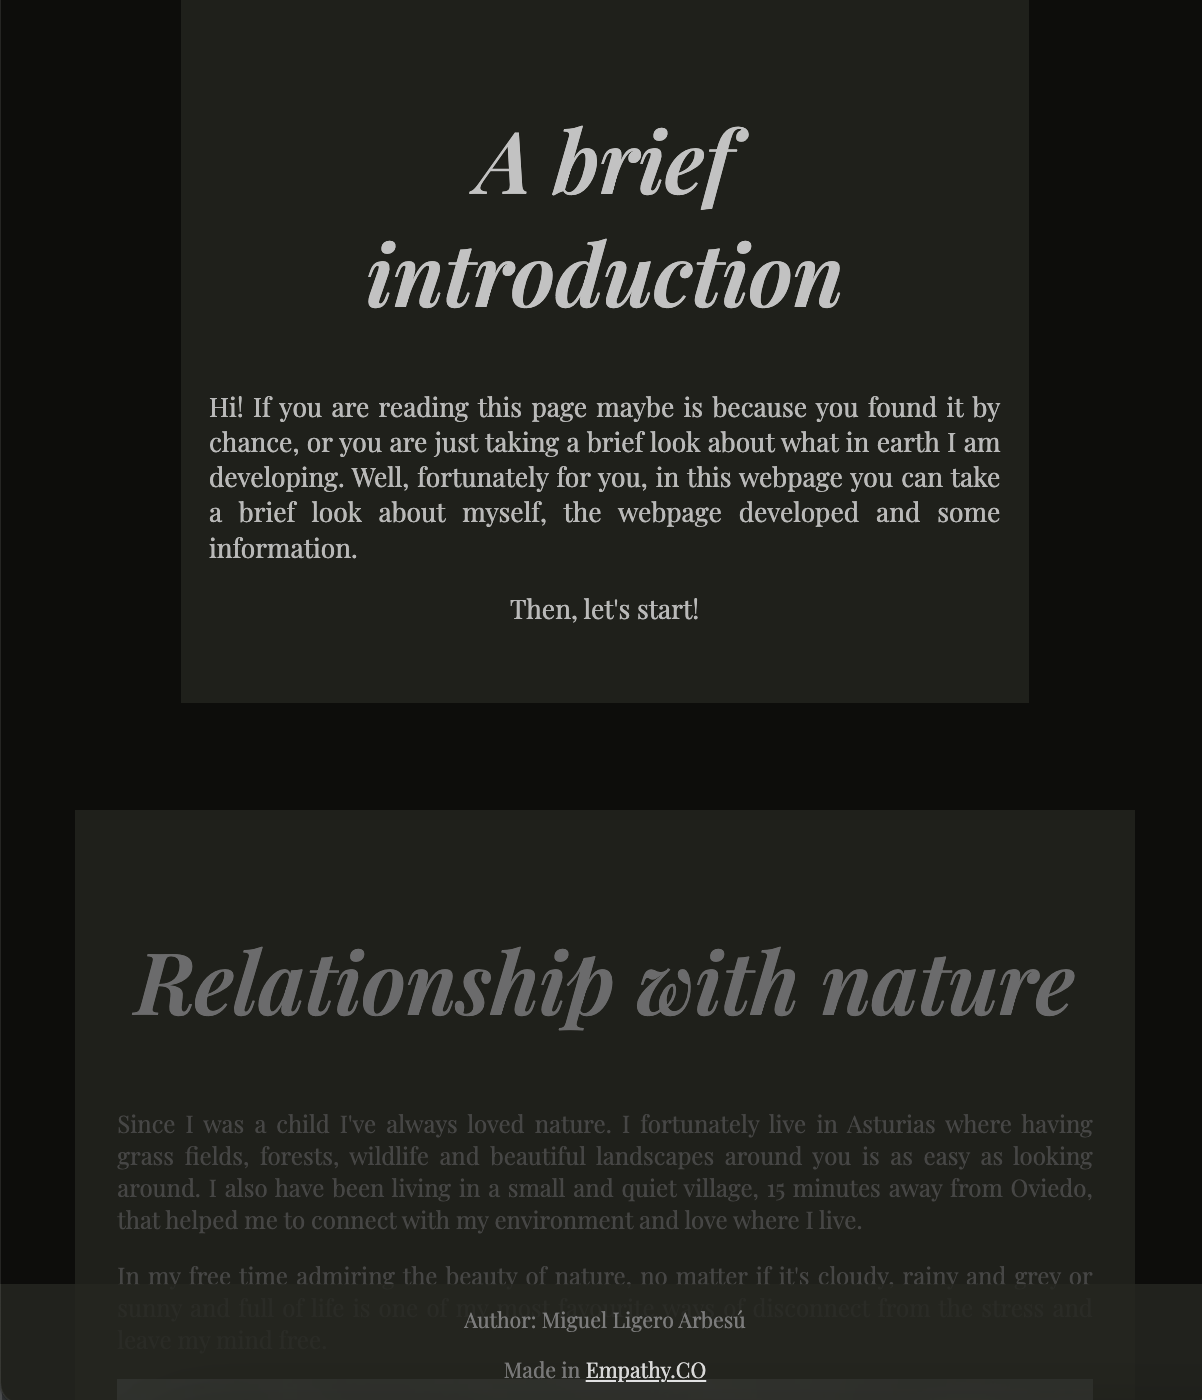 A brief
introduction
Hi! If you are reading this page maybe is because you found it by
chance, or you are just taking a brief look about what in earth I am
developing. Well, fortunately for you, in this webpage you can take
a brief look about myself, the webpage developed and some
information.
Then, let's start!
Relationship with nature
Since I was a child I've always loved nature. I fortunately live in Asturias where having
grass fields, forests, wildlife and beautiful landscapes around you is as easy as looking
around. I also have been living in a small and quiet village, 15 minutes away from Oviedo,
that helped me to connect with my environment and love where I live.
In my free time admiring the beauty of nature, no matter if it's cloudy, rainy and grey or
sunny and full of life is one of my most favourite ways of disconnect from the stress and
leave my mind free.
Author: Miguel Ligero Arbesú
Made in Empathy.CO